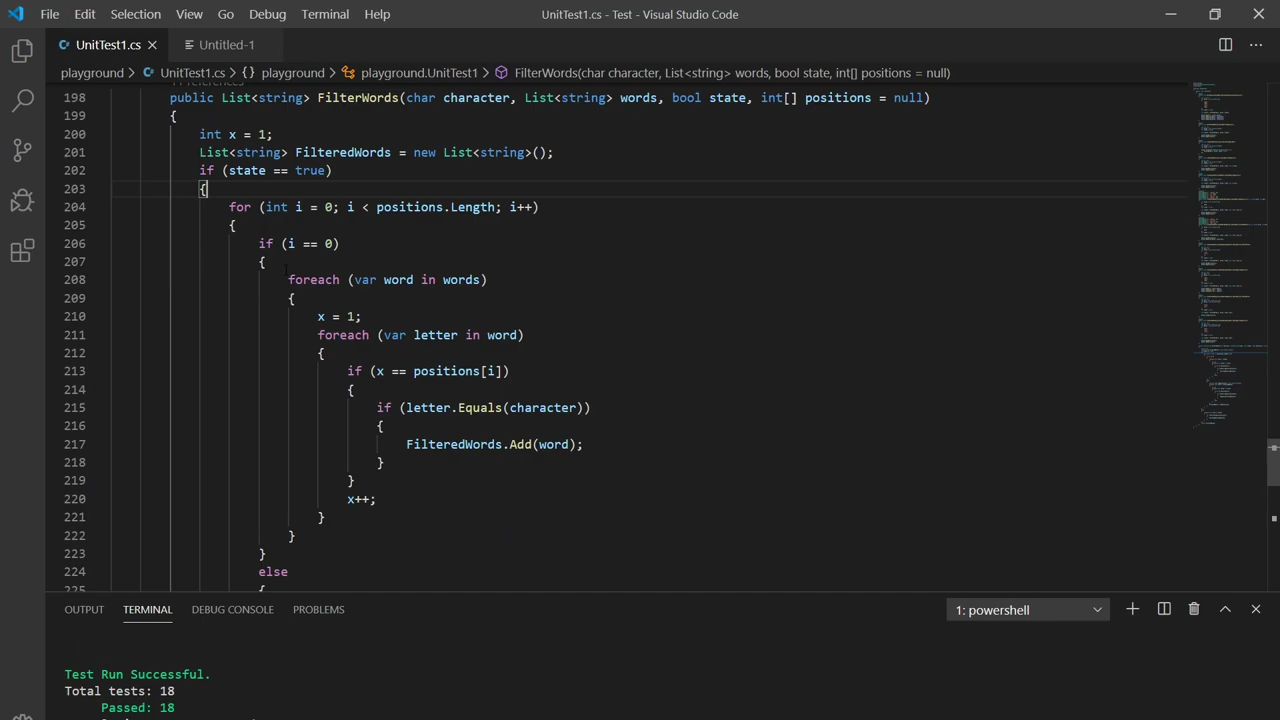 File Edit Selection View Go Debug Terminal Help UnitTest1.cs - Test - Visual Studio Code
UnitTest1.cs Untitled-1
playground > UnitTest1.cs > {} playground > playground.UnitTest1 > FilterWords(char character, List<string> words, bool state, int[] positions = null)
198 public List<string> FilterWords(char character, List<string> words, bool state, int[] positions = null)
199 {
200 int x = 1;
201 List<string> FilteredWords = new List<string>();
202 if (state == true)
203 {
204 for (int i = 0; i < positions.Length; i++)
205 {
206 if (i == 0)
207 {
208 foreach (var word in words)
209 {
210 x = 1;
211 foreach (var letter in word)
212 {
213 if (x == positions[i])
214 {
215 if (letter.Equals(character))
216 {
217 FilteredWords.Add(word);
218 }
219 }
220 x++;
221 }
222 }
223 }
224 else
225 {
OUTPUT TERMINAL DEBUG CONSOLE PROBLEMS 1: powershell
Test Run Successful.
Total tests: 18
Passed: 18